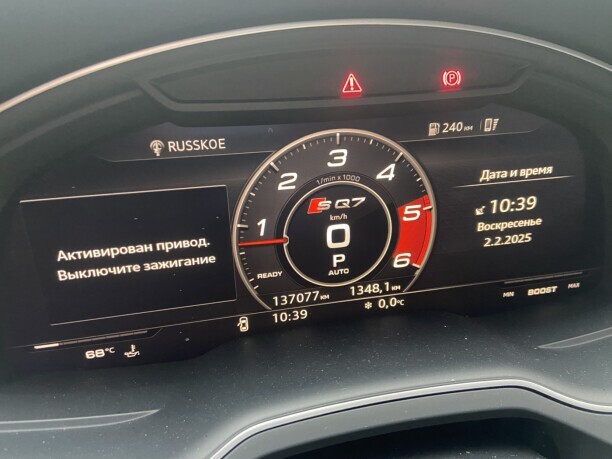 RUSSKOE
240 км
Дата и время
10:39
Воскресенье
2.2.2025
Активирован привод.
Выключите зажигание
1 2 3 4 5 6
1/min x 1000
SQ7
km/h
0
P
AUTO
READY
137077 км
1348,1 км
10:39
0,0°C
68°C
MIN BOOST MAX
(P)